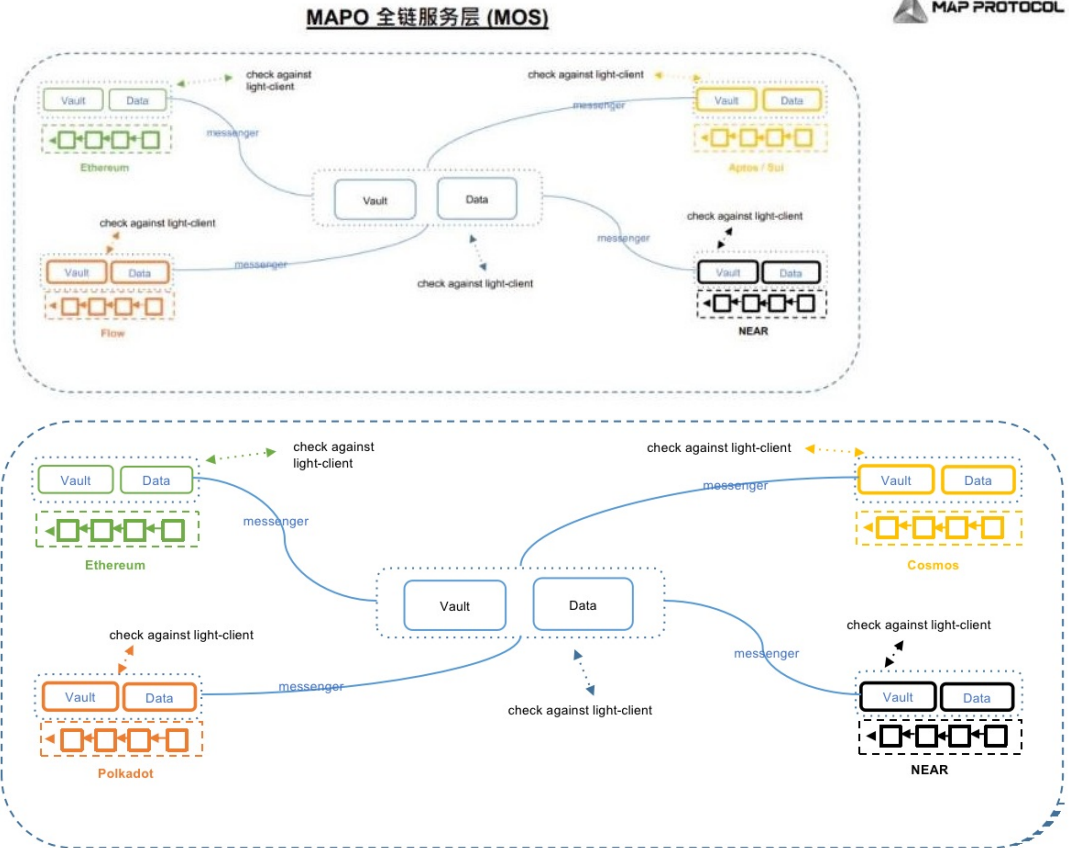 MAPO 全链服务层 (MOS)
MAP PROTOCOL
check against
light-client
check against light-client
Vault
Data
messenger
messenger
Vault
Data
Ethereum
Aptos / Sui
Vault
Data
check against light-client
check against light-client
messenger
messenger
Vault
Data
check against light-client
Vault
Data
Flow
NEAR
check against
light-client
check against light-client
Vault
Data
messenger
messenger
Vault
Data
Ethereum
Cosmos
Vault
Data
check against light-client
check against light-client
messenger
messenger
Vault
Data
check against light-client
Vault
Data
Polkadot
NEAR